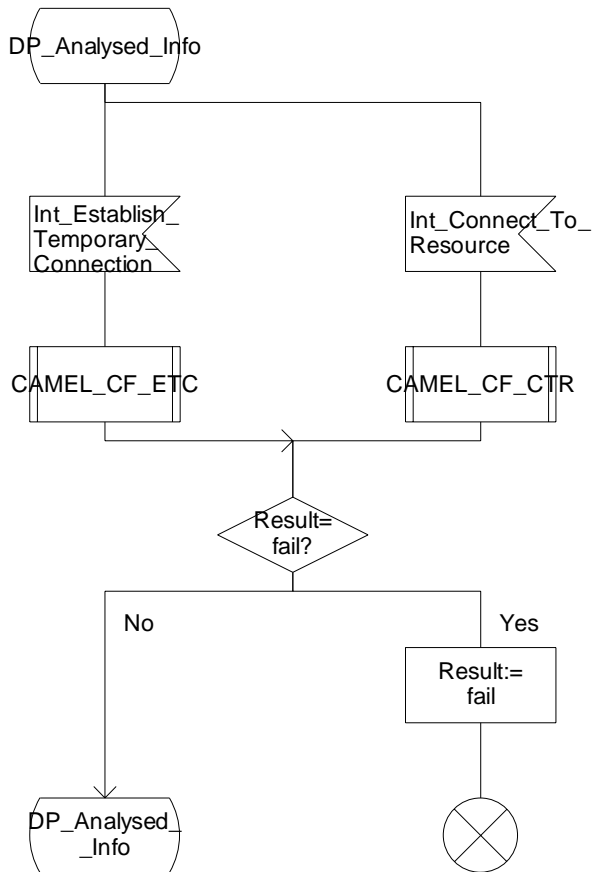 DP_Analysed_Info
Int_Establish_
Temporary_
Connection
Int_Connect_To_
Resource
CAMEL_CF_ETC
CAMEL_CF_CTR
Result=
fail?
No
Yes
Result:=
fail
DP_Analysed_
_Info